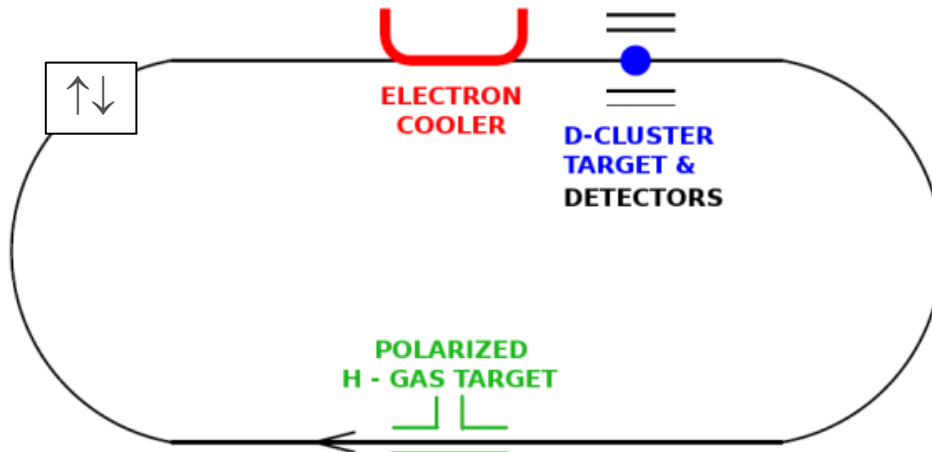 ↑↓
ELECTRON
COOLER
D-CLUSTER
TARGET &
DETECTORS
POLARIZED
H - GAS TARGET